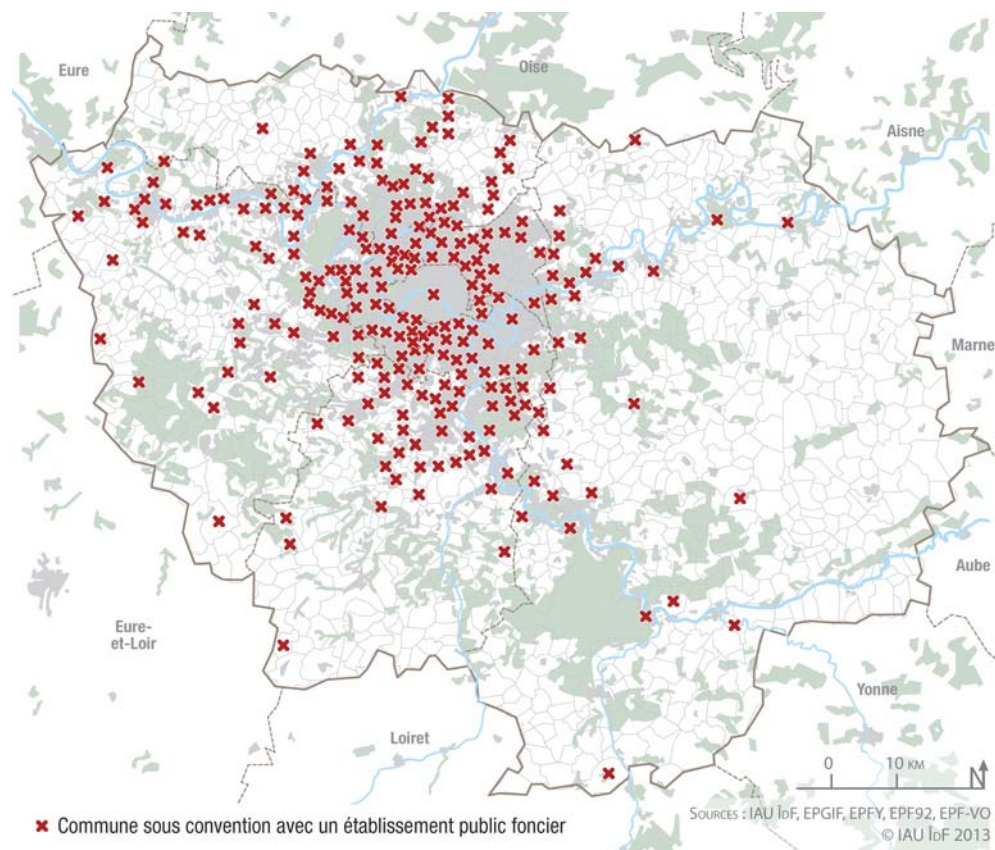 Eure
Oise
Aisne
Marne
Aube
Eure-
et-Loir
Yonne
Loiret
0 10 KM
N
✖ Commune sous convention avec un établissement public foncier
SOURCES : IAU ÎDF, EPGIF, EPFY, EPF92, EPF-VO
© IAU ÎDF 2013